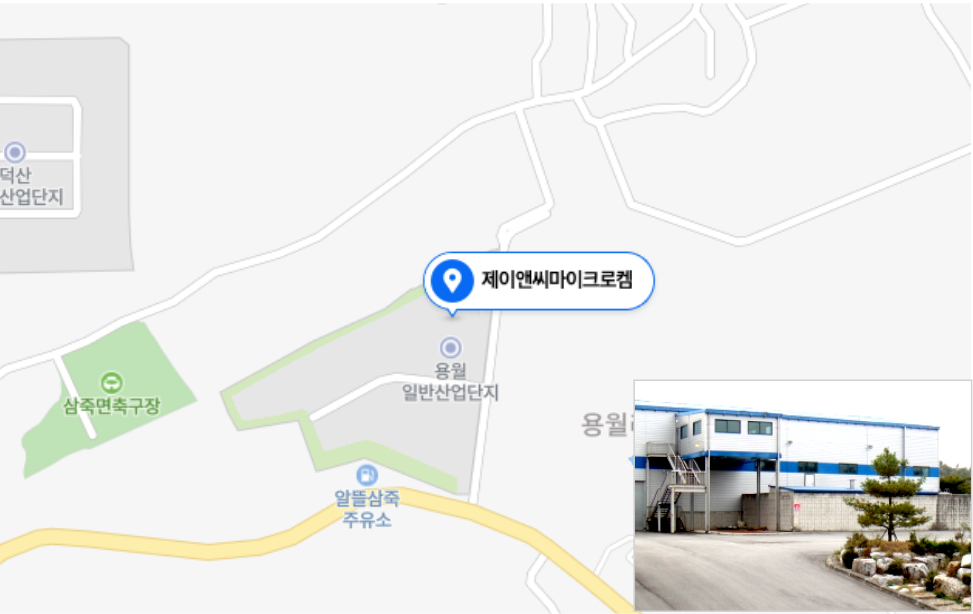 덕산
산업단지
제이앤씨마이크로켐
용월
일반산업단지
삼죽면축구장
용월리
알뜰삼죽
주유소